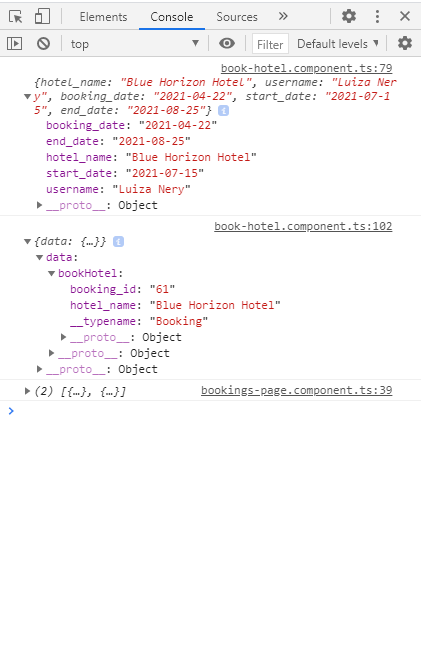 Elements Console Sources »
top ▼ Filter Default levels ▼
book-hotel.component.ts:79
{hotel_name: "Blue Horizon Hotel", username: "Luiza Ner
y", booking_date: "2021-04-22", start_date: "2021-07-1
5", end_date: "2021-08-25"} i
booking_date: "2021-04-22"
end_date: "2021-08-25"
hotel_name: "Blue Horizon Hotel"
start_date: "2021-07-15"
username: "Luiza Nery"
__proto__: Object
book-hotel.component.ts:102
{data: {…}} i
data:
bookHotel:
booking_id: "61"
hotel_name: "Blue Horizon Hotel"
__typename: "Booking"
__proto__: Object
__proto__: Object
__proto__: Object
(2) [{…}, {…}] bookings-page.component.ts:39